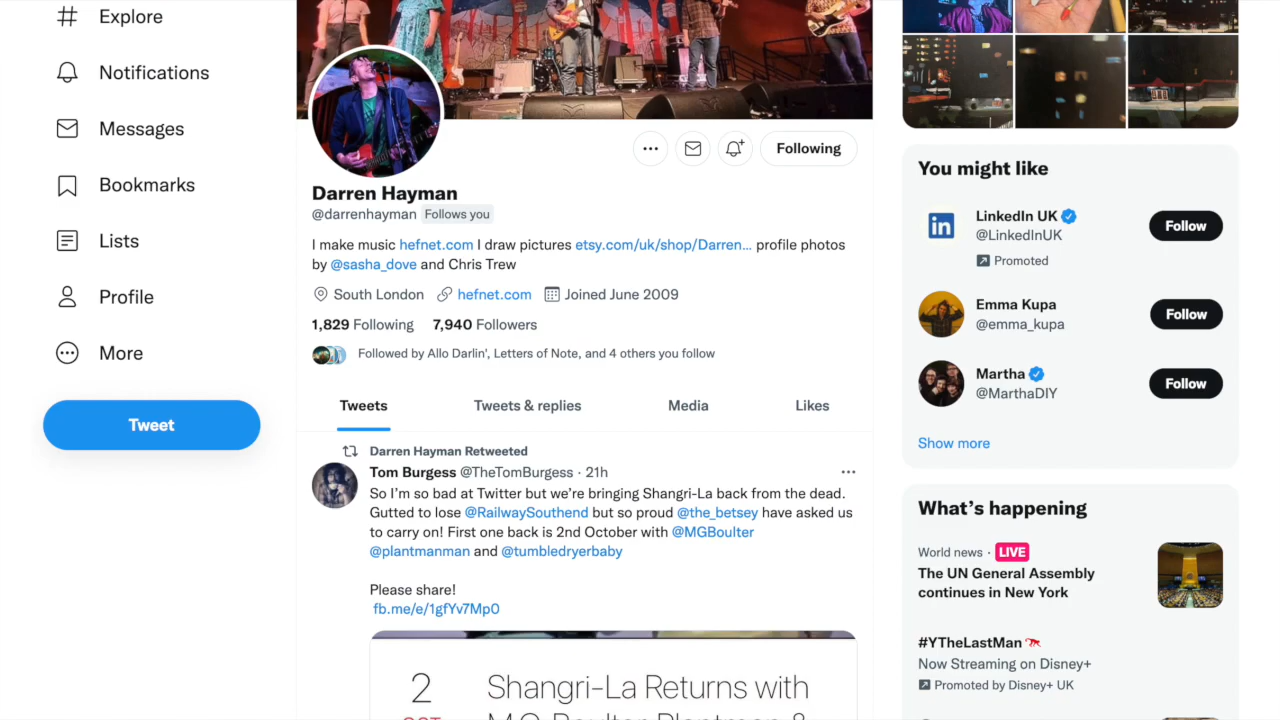 Explore
Notifications
Messages
Bookmarks
Lists
Profile
More
Tweet
Following
Darren Hayman
@darrenhayman Follows you
I make music hefnet.com I draw pictures etsy.com/uk/shop/Darren... profile photos
by @sasha_dove and Chris Trew
South London hefnet.com Joined June 2009
1,829 Following 7,940 Followers
Followed by Allo Darlin', Letters of Note, and 4 others you follow
Tweets Tweets & replies Media Likes
Darren Hayman Retweeted
Tom Burgess @TheTomBurgess · 21h
So I'm so bad at Twitter but we're bringing Shangri-La back from the dead.
Gutted to lose @RailwaySouthend but so proud @the_betsey have asked us
to carry on! First one back is 2nd October with @MGBoulter
@plantmanman and @tumbledryerbaby
Please share!
fb.me/e/1gfYv7Mp0
2
Shangri-La Returns with
You might like
in
LinkedIn UK
@LinkedInUK
Follow
Promoted
Emma Kupa
@emma_kupa
Follow
Martha
@MarthaDIY
Follow
Show more
What's happening
World news · LIVE
The UN General Assembly
continues in New York
#YTheLastMan
Now Streaming on Disney+
Promoted by Disney+ UK